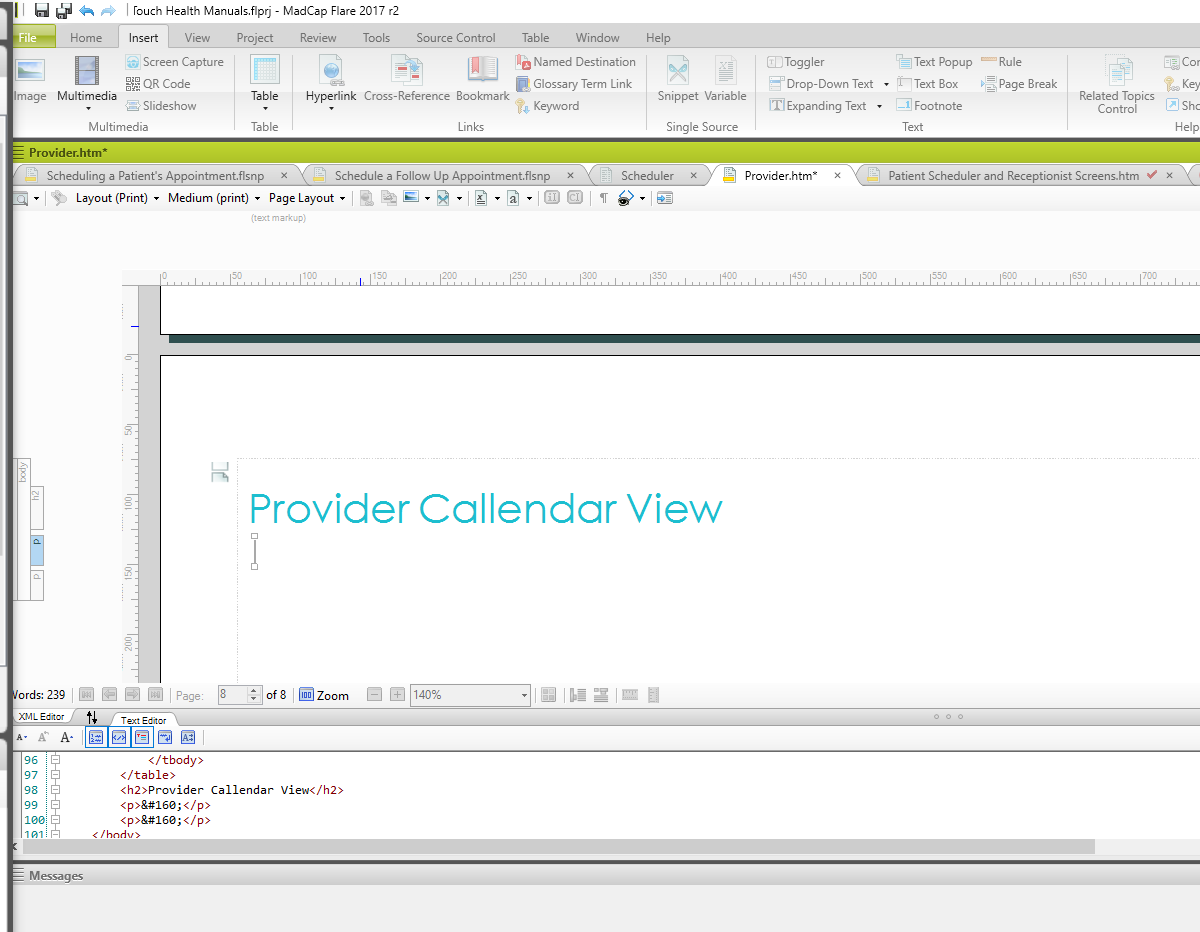 Touch Health Manuals.flprj - MadCap Flare 2017 r2
File Home Insert View Project Review Tools Source Control Table Window Help
Image Multimedia Screen Capture QR Code Slideshow
Multimedia
Table
Table
Hyperlink Cross-Reference Bookmark Named Destination Glossary Term Link Keyword
Links
Snippet Variable
Single Source
Toggler Text Popup Rule
Drop-Down Text Text Box Page Break
Expanding Text Footnote
Text
Related Topics Control
Con
Key
Sho
Help
Provider.htm*
Scheduling a Patient's Appointment.flsnp × Schedule a Follow Up Appointment.flsnp × Scheduler × Provider.htm* × Patient Scheduler and Receptionist Screens.htm ×
Layout (Print) Medium (print) Page Layout
(text markup)
0 50 100 150 200 250 300 350 400 450 500 550 600 650 700
0
50
100
150
200
body
h2
p
p
Provider Callendar View
Words: 239 Page: 8 of 8 Zoom 140%
XML Editor Text Editor
96 </tbody>
97 </table>
98 <h2>Provider Callendar View</h2>
99 <p>&#160;</p>
100 <p>&#160;</p>
101 </body>
Messages